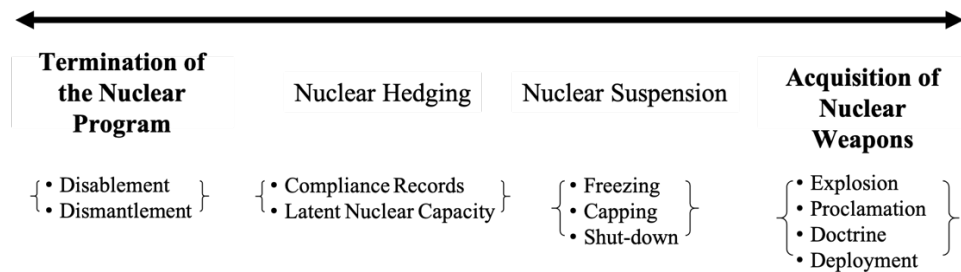 Termination of
the Nuclear
Program
Nuclear Hedging
Nuclear Suspension
Acquisition of
Nuclear
Weapons
• Disablement
• Dismantlement
• Compliance Records
• Latent Nuclear Capacity
• Freezing
• Capping
• Shut-down
• Explosion
• Proclamation
• Doctrine
• Deployment